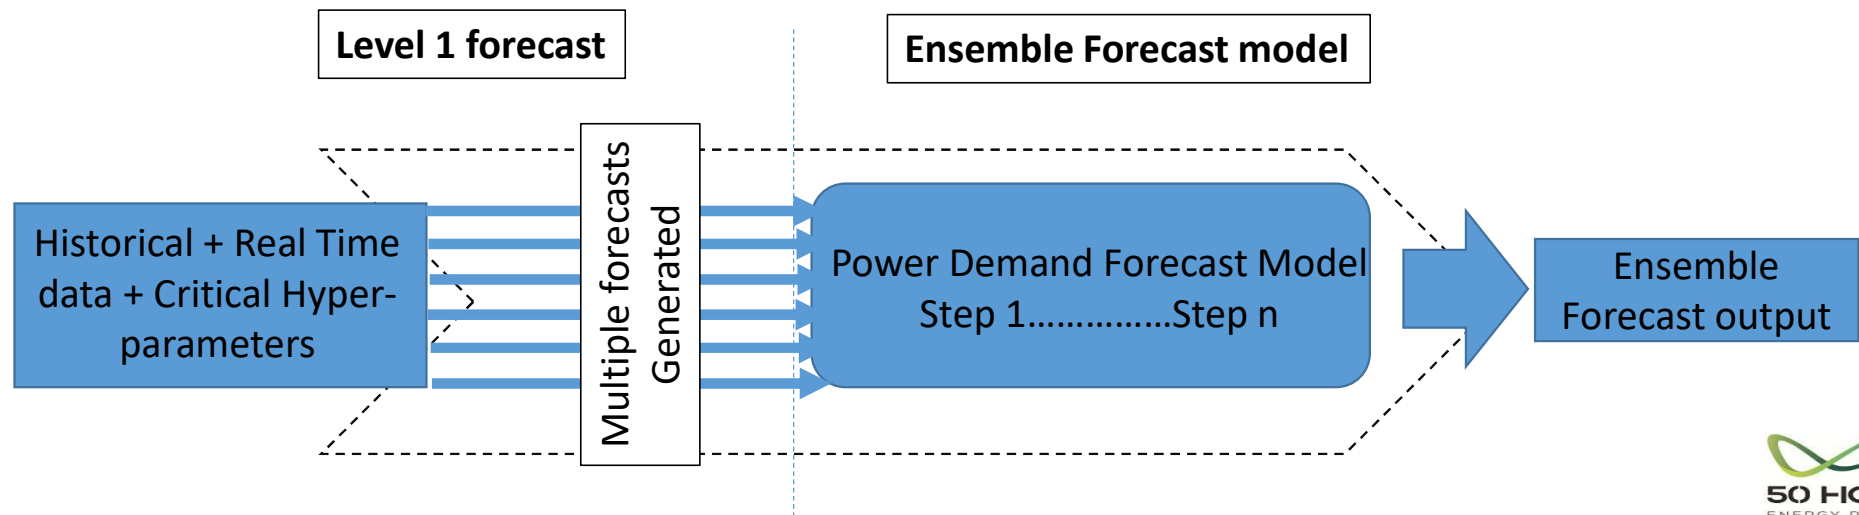 Level 1 forecast
Ensemble Forecast model
Historical + Real Time
data + Critical Hyper-
parameters
Multiple forecasts
Generated
Power Demand Forecast Model
Step 1……………Step n
Ensemble
Forecast output
50